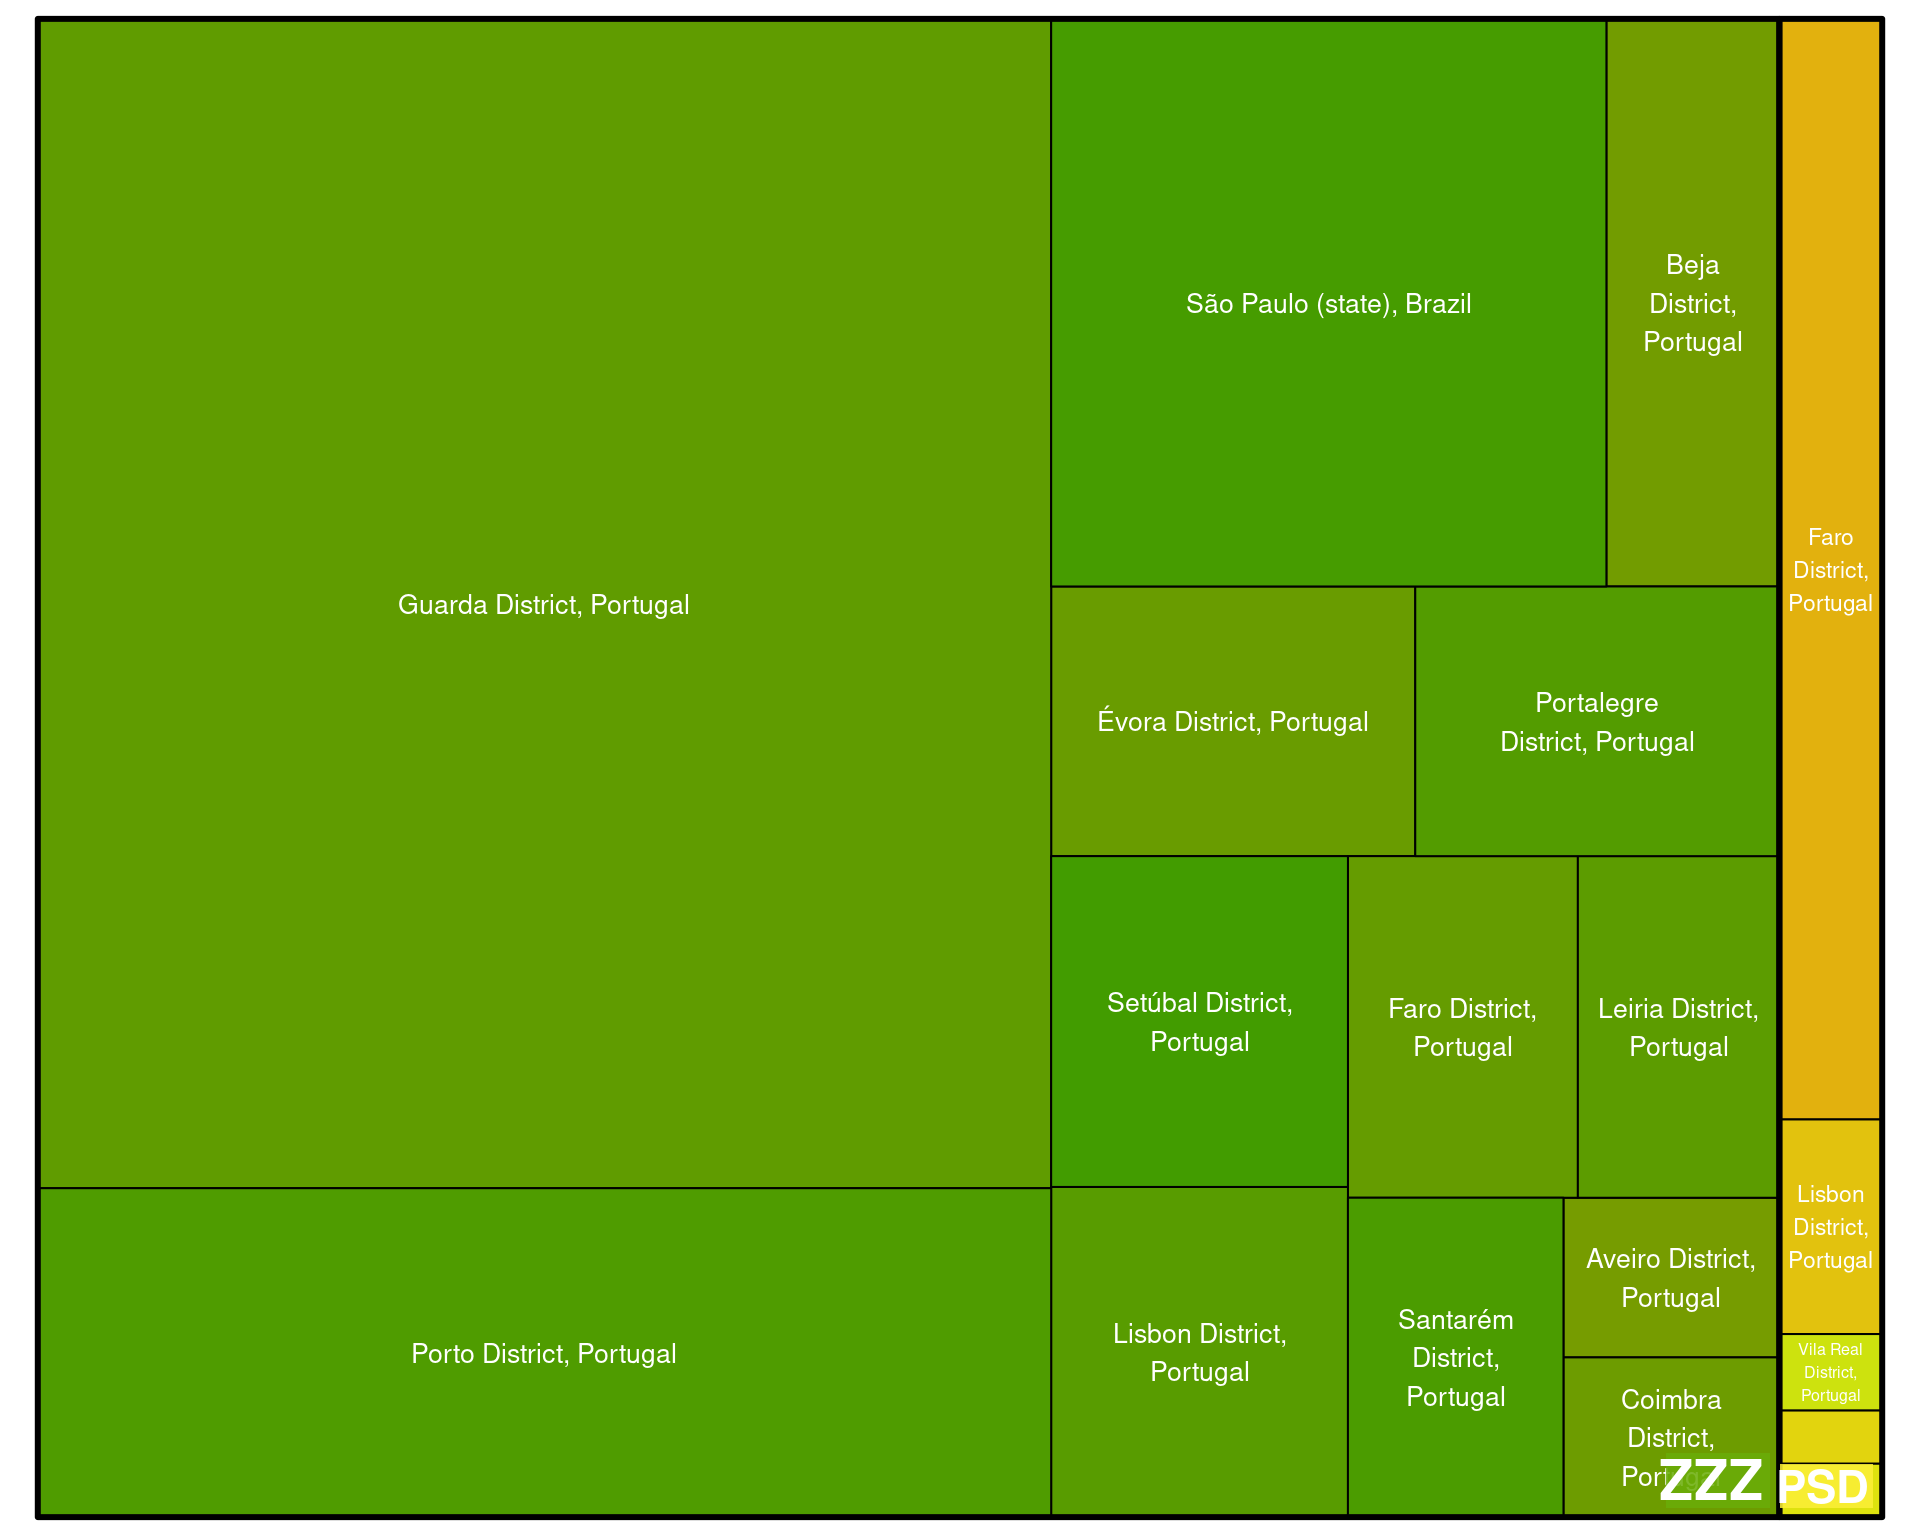 Guarda District, Portugal
Porto District, Portugal
São Paulo (state), Brazil
Beja
District,
Portugal
Évora District, Portugal
Portalegre
District, Portugal
Setúbal District,
Portugal
Faro District,
Portugal
Leiria District,
Portugal
Lisbon District,
Portugal
Santarém
District,
Portugal
Aveiro District,
Portugal
Coimbra
District,
Portugal
ZZZ
Faro
District,
Portugal
Lisbon
District,
Portugal
Vila Real
District,
Portugal
PSD